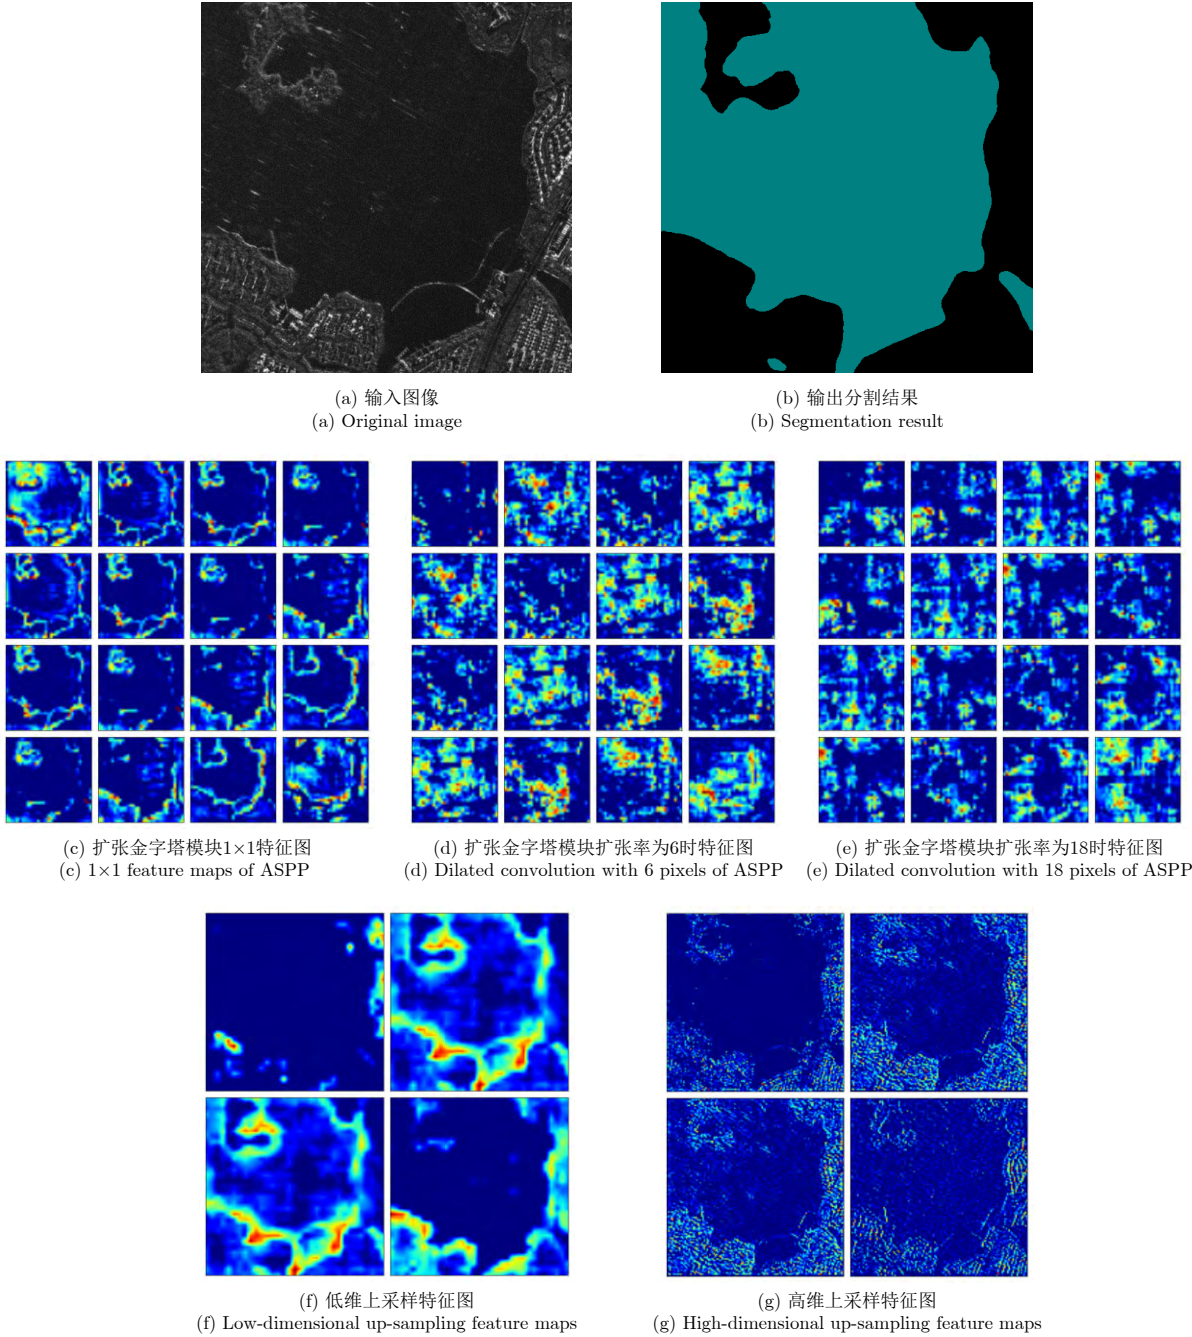 (a) 输入图像
(a) Original image
(b) 输出分割结果
(b) Segmentation result
(c) 扩张金字塔模块1×1特征图
(c) 1×1 feature maps of ASPP
(d) 扩张金字塔模块扩张率为6时特征图
(d) Dilated convolution with 6 pixels of ASPP
(e) 扩张金字塔模块扩张率为18时特征图
(e) Dilated convolution with 18 pixels of ASPP
(f) 低维上采样特征图
(f) Low-dimensional up-sampling feature maps
(g) 高维上采样特征图
(g) High-dimensional up-sampling feature maps